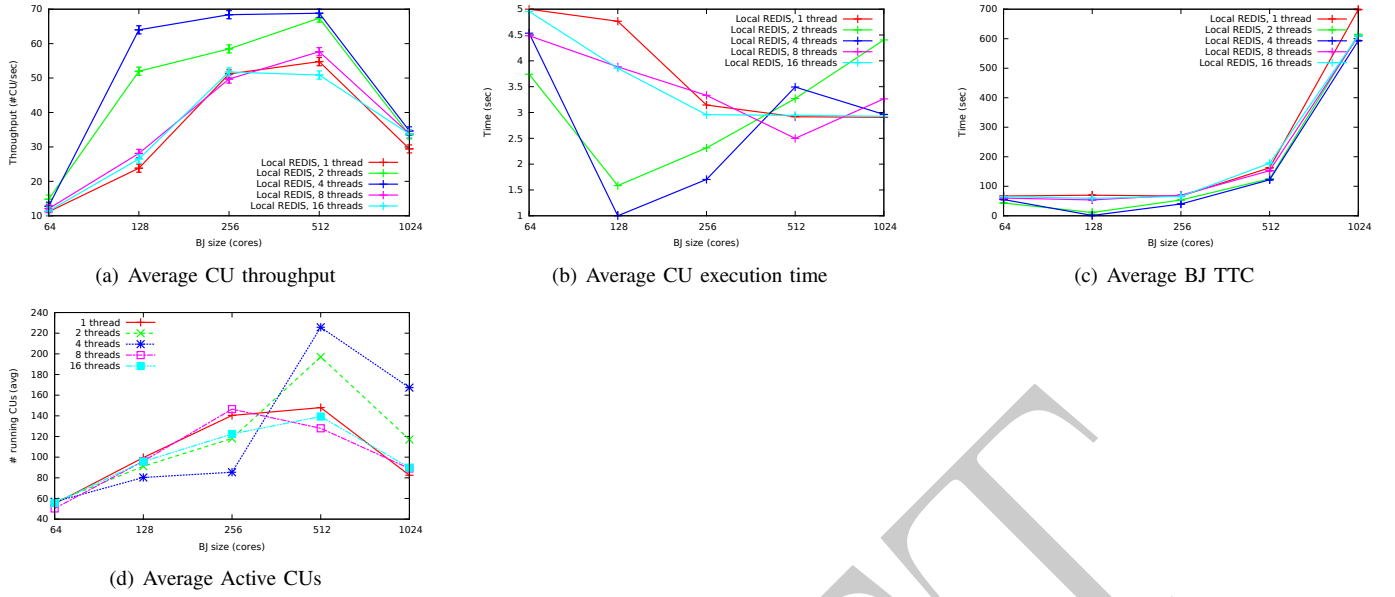 70
60
50
40
30
20
10
64
128
256
512
1024
Throughput (#CU/sec)
BJ size (cores)
Local REDIS, 1 thread
Local REDIS, 2 threads
Local REDIS, 4 threads
Local REDIS, 8 threads
Local REDIS, 16 threads
(a) Average CU throughput
5
4.5
4
3.5
3
2.5
2
1.5
1
64
128
256
512
1024
Time (sec)
BJ size (cores)
Local REDIS, 1 thread
Local REDIS, 2 threads
Local REDIS, 4 threads
Local REDIS, 8 threads
Local REDIS, 16 threads
(b) Average CU execution time
700
600
500
400
300
200
100
0
64
128
256
512
1024
Time (sec)
BJ size (cores)
Local REDIS, 1 thread
Local REDIS, 2 threads
Local REDIS, 4 threads
Local REDIS, 8 threads
Local REDIS, 16 threads
(c) Average BJ TTC
240
220
200
180
160
140
120
100
80
60
40
64
128
256
512
1024
# running CUs (avg)
BJ size (cores)
1 thread
2 threads
4 threads
8 threads
16 threads
(d) Average Active CUs
T